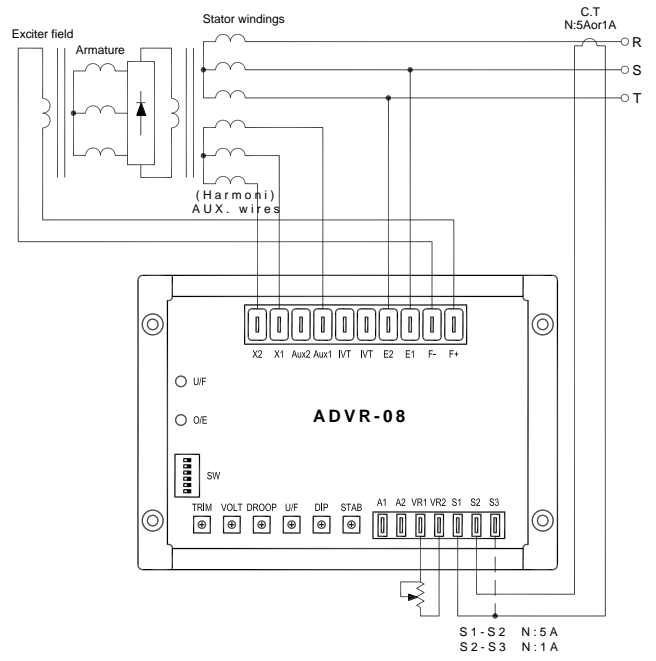 Stator windings
C.T
N:5Aor1A
Exciter field
Armature
R
S
T
(Harmoni)
AUX. wires
X2 X1 Aux2 Aux1 IVT IVT E2 E1 F- F+
U/F
O/E
ADVR-08
SW
TRIM VOLT DROOP U/F DIP STAB
A1 A2 VR1 VR2 S1 S2 S3
S1-S2 N:5A
S2-S3 N:1A